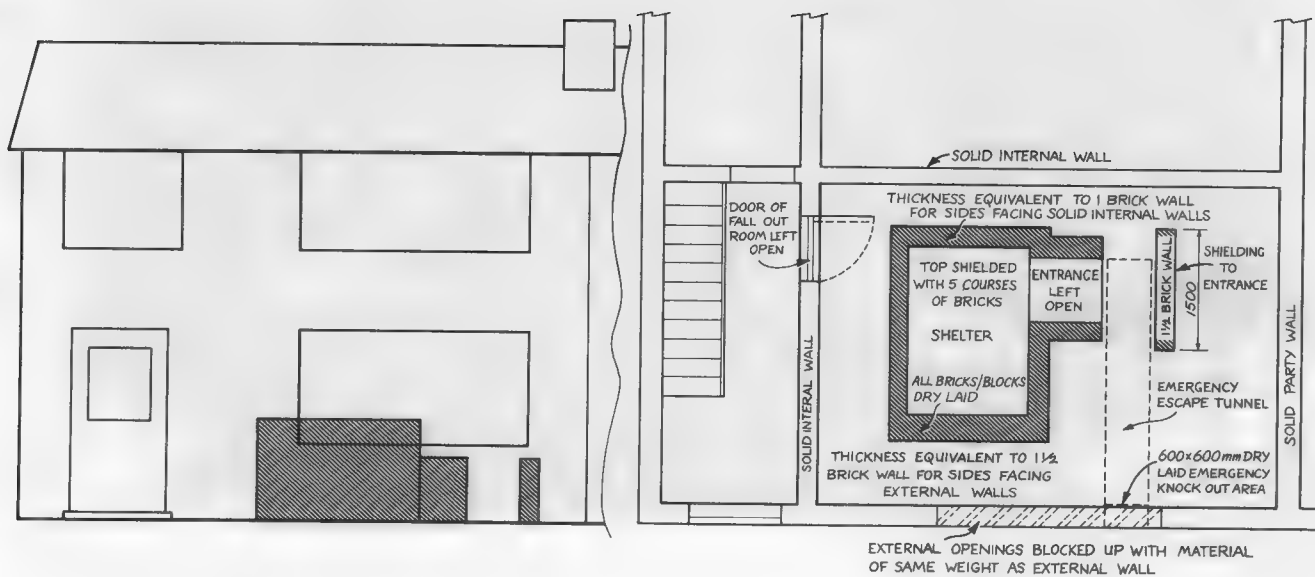 SOLID INTERNAL WALL
THICKNESS EQUIVALENT TO 1 BRICK WALL
FOR SIDES FACING SOLID INTERNAL WALLS
DOOR OF
FALL OUT
ROOM LEFT
OPEN
TOP SHIELDED
WITH 5 COURSES
OF BRICKS
SHELTER
ALL BRICKS/BLOCKS
DRY LAID
ENTRANCE
LEFT
OPEN
1½ BRICK WALL
SHIELDING
TO
ENTRANCE
1500
SOLID INTERAL WALL
SOLID PARTY WALL
EMERGENCY
ESCAPE TUNNEL
THICKNESS EQUIVALENT TO 1½
BRICK WALL FOR SIDES FACING
EXTERNAL WALLS
600×600mm DRY
LAID EMERGENCY
KNOCK OUT AREA
EXTERNAL OPENINGS BLOCKED UP WITH MATERIAL
OF SAME WEIGHT AS EXTERNAL WALL